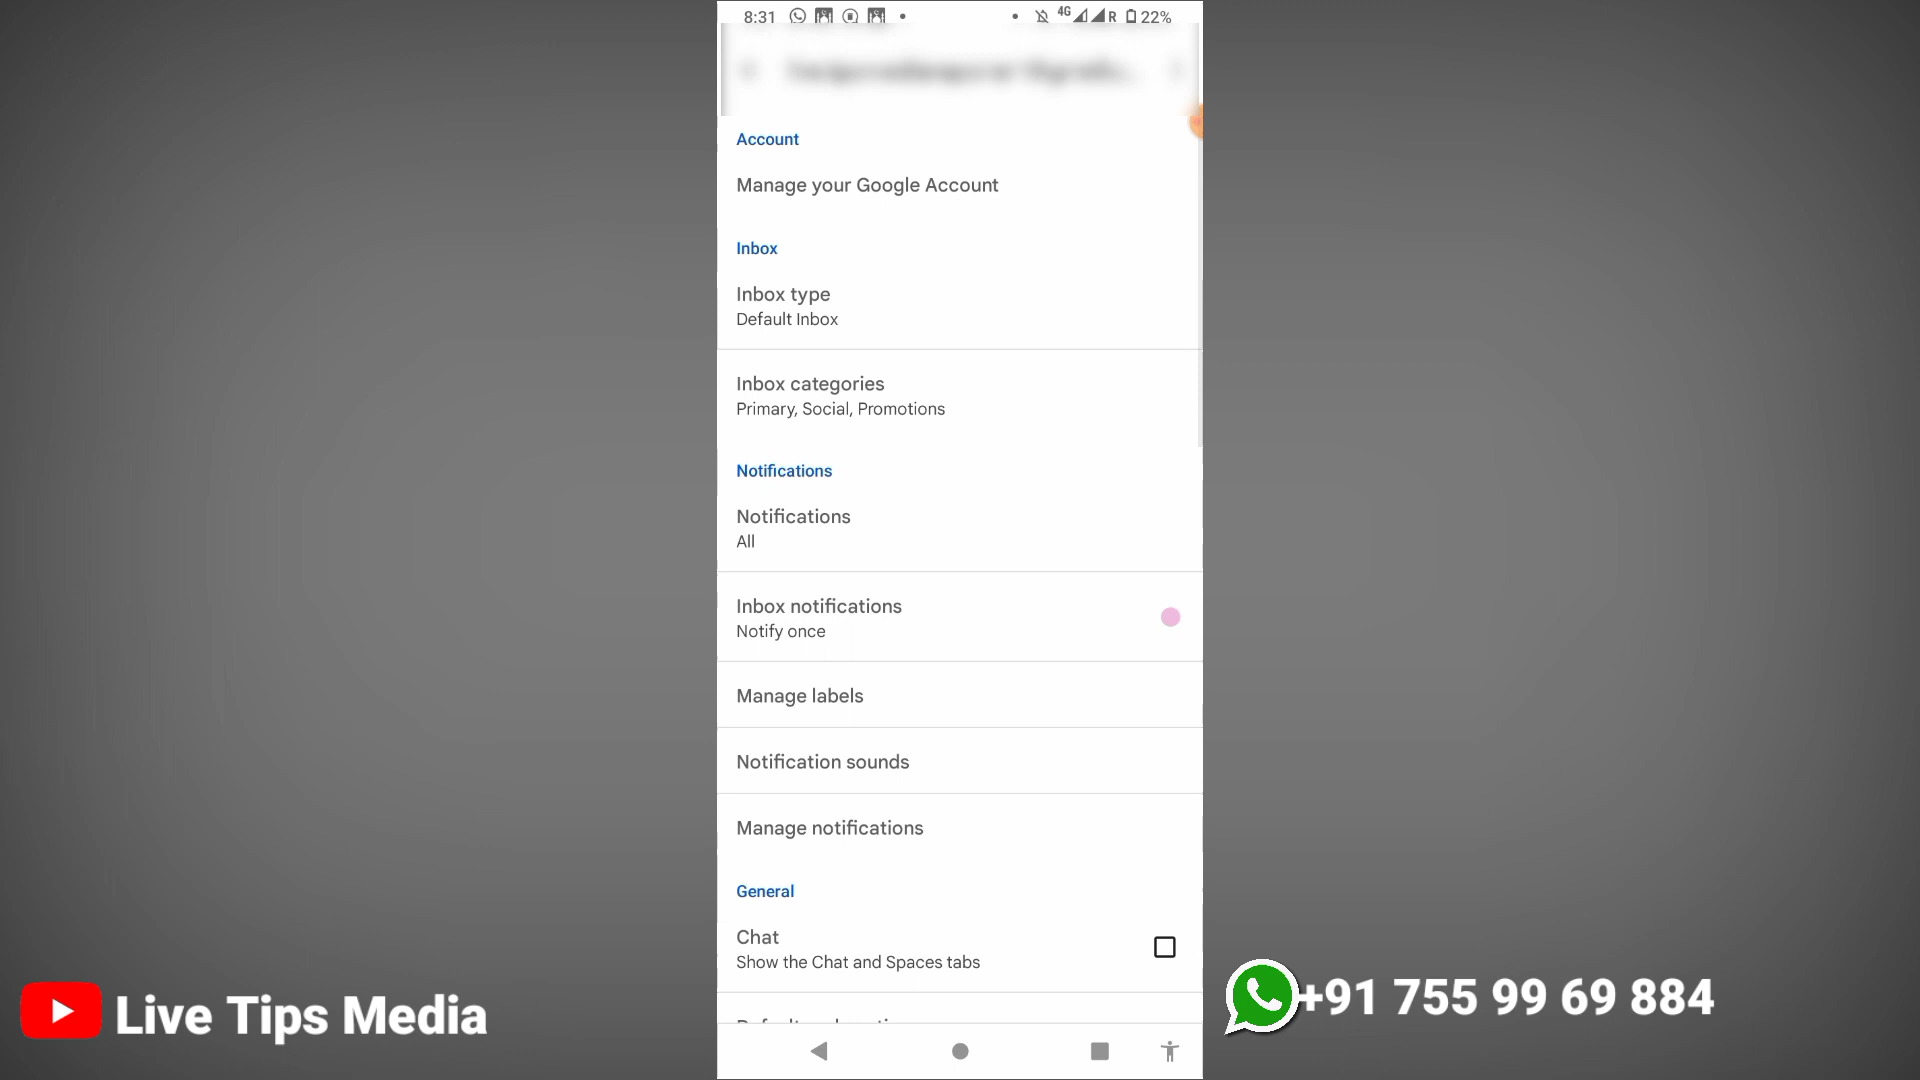 8:31
4G
R
22%
Account
Manage your Google Account
Inbox
Inbox type
Default Inbox
Inbox categories
Primary, Social, Promotions
Notifications
Notifications
All
Inbox notifications
Notify once
Manage labels
Notification sounds
Manage notifications
General
Chat
Show the Chat and Spaces tabs
Live Tips Media
+91 755 99 69 884